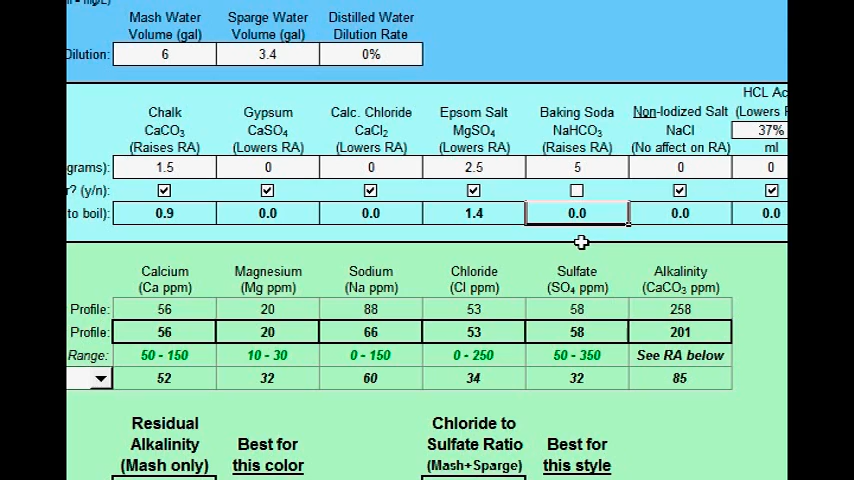 Mash Water Sparge Water Distilled Water
Volume (gal) Volume (gal) Dilution Rate
Dilution: 6 3.4 0%
HCL Ac
Chalk Gypsum Calc. Chloride Epsom Salt Baking Soda Non-Iodized Salt (Lowers R
CaCO3 CaSO4 CaCl2 MgSO4 NaHCO3 NaCl 37%
(Raises RA) (Lowers RA) (Lowers RA) (Lowers RA) (Raises RA) (No affect on RA) ml
grams): 1.5 0 0 2.5 5 0 0
r? (y/n):
to boil): 0.9 0.0 0.0 1.4 0.0 0.0 0.0
Calcium Magnesium Sodium Chloride Sulfate Alkalinity
(Ca ppm) (Mg ppm) (Na ppm) (Cl ppm) (SO4 ppm) (CaCO3 ppm)
Profile: 56 20 88 53 58 258
Profile: 56 20 66 53 58 201
Range: 50 - 150 10 - 30 0 - 150 0 - 250 50 - 350 See RA below
52 32 60 34 32 85
Residual Chloride to
Alkalinity Best for Sulfate Ratio Best for
(Mash only) this color (Mash+Sparge) this style